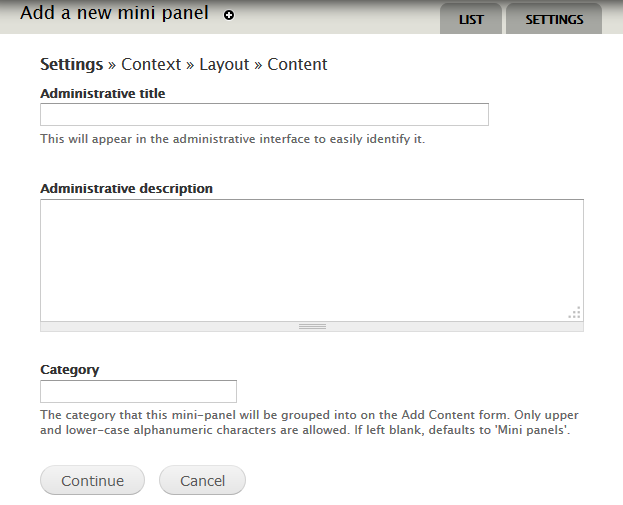 Add a new mini panel
LIST
SETTINGS
Settings » Context » Layout » Content
Administrative title
This will appear in the administrative interface to easily identify it.
Administrative description
Category
The category that this mini-panel will be grouped into on the Add Content form. Only upper
and lower-case alphanumeric characters are allowed. If left blank, defaults to 'Mini panels'.
Continue
Cancel